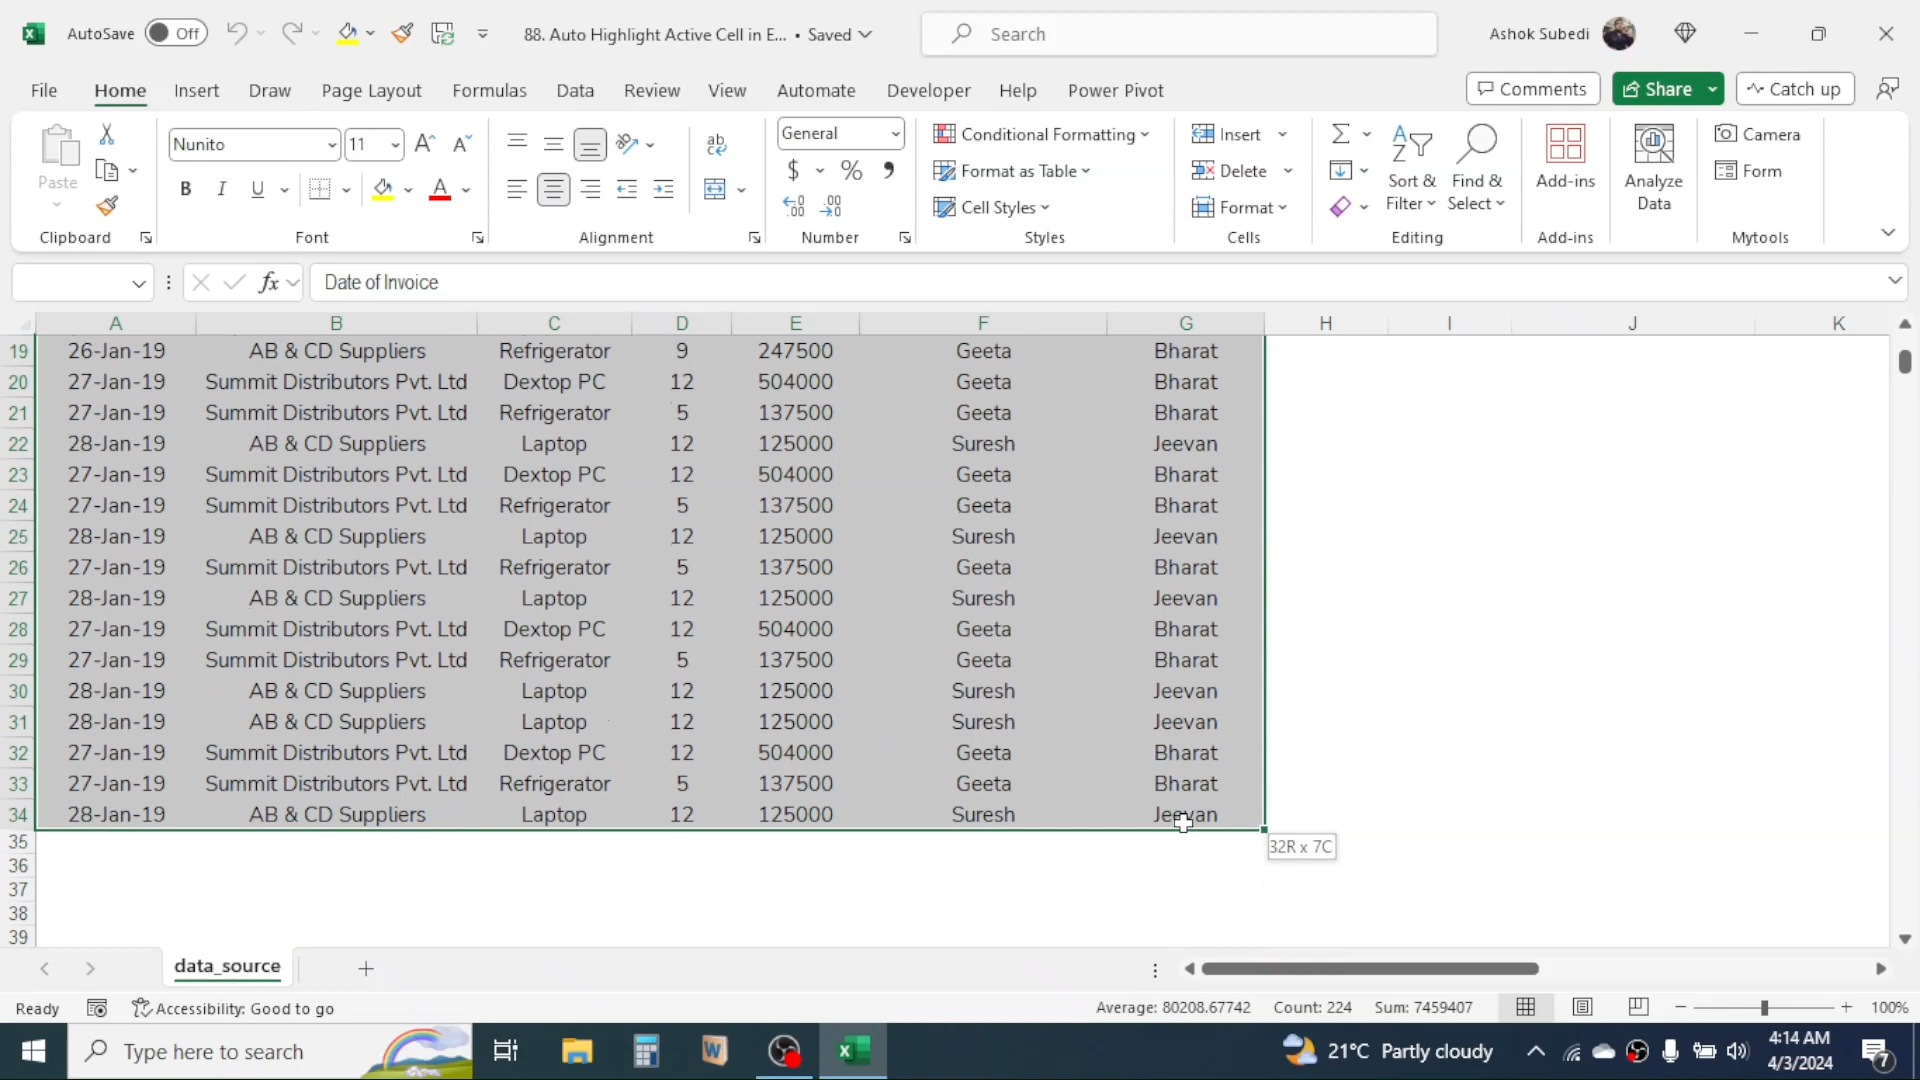 AutoSave Off 88. Auto Highlight Active Cell in E... • Saved Search Ashok Subedi
File Home Insert Draw Page Layout Formulas Data Review View Automate Developer Help Power Pivot Comments Share Catch up
Paste Nunito 11 A A ab c General Conditional Formatting Insert Σ A Z Sort & Filter Find & Select Add-ins Analyze Data Camera
B I U A $ % , Format as Table Delete Form
.00 .00 Cell Styles Format
Clipboard Font Alignment Number Styles Cells Editing Add-ins Mytools
fx Date of Invoice
A B C D E F G H I J K
19 26-Jan-19 AB & CD Suppliers Refrigerator 9 247500 Geeta Bharat
20 27-Jan-19 Summit Distributors Pvt. Ltd Dextop PC 12 504000 Geeta Bharat
21 27-Jan-19 Summit Distributors Pvt. Ltd Refrigerator 5 137500 Geeta Bharat
22 28-Jan-19 AB & CD Suppliers Laptop 12 125000 Suresh Jeevan
23 27-Jan-19 Summit Distributors Pvt. Ltd Dextop PC 12 504000 Geeta Bharat
24 27-Jan-19 Summit Distributors Pvt. Ltd Refrigerator 5 137500 Geeta Bharat
25 28-Jan-19 AB & CD Suppliers Laptop 12 125000 Suresh Jeevan
26 27-Jan-19 Summit Distributors Pvt. Ltd Refrigerator 5 137500 Geeta Bharat
27 28-Jan-19 AB & CD Suppliers Laptop 12 125000 Suresh Jeevan
28 27-Jan-19 Summit Distributors Pvt. Ltd Dextop PC 12 504000 Geeta Bharat
29 27-Jan-19 Summit Distributors Pvt. Ltd Refrigerator 5 137500 Geeta Bharat
30 28-Jan-19 AB & CD Suppliers Laptop 12 125000 Suresh Jeevan
31 28-Jan-19 AB & CD Suppliers Laptop 12 125000 Suresh Jeevan
32 27-Jan-19 Summit Distributors Pvt. Ltd Dextop PC 12 504000 Geeta Bharat
33 27-Jan-19 Summit Distributors Pvt. Ltd Refrigerator 5 137500 Geeta Bharat
34 28-Jan-19 AB & CD Suppliers Laptop 12 125000 Suresh Jeevan
35 32R x 7C
36
37
38
39
data_source
Ready Accessibility: Good to go Average: 80208.67742 Count: 224 Sum: 7459407 100%
Type here to search W 21°C Partly cloudy 4:14 AM
4/3/2024 7